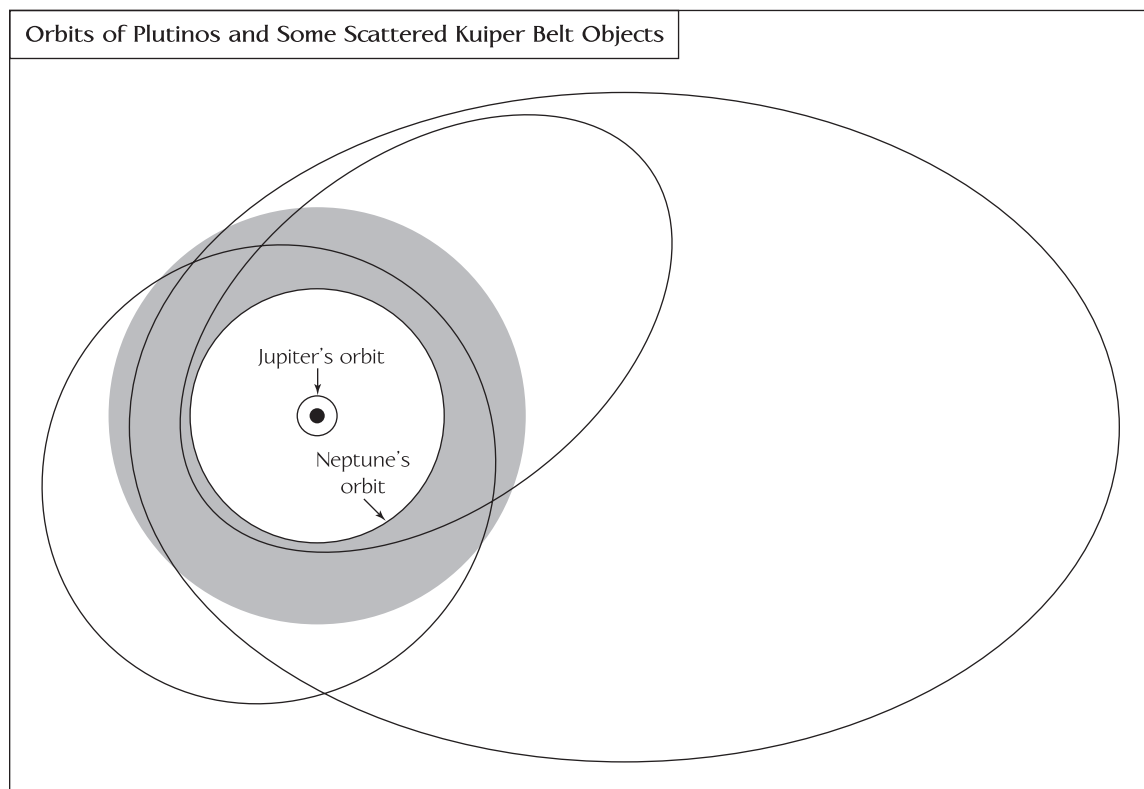 Orbits of Plutinos and Some Scattered Kuiper Belt Objects
Jupiter's orbit
Neptune's
orbit